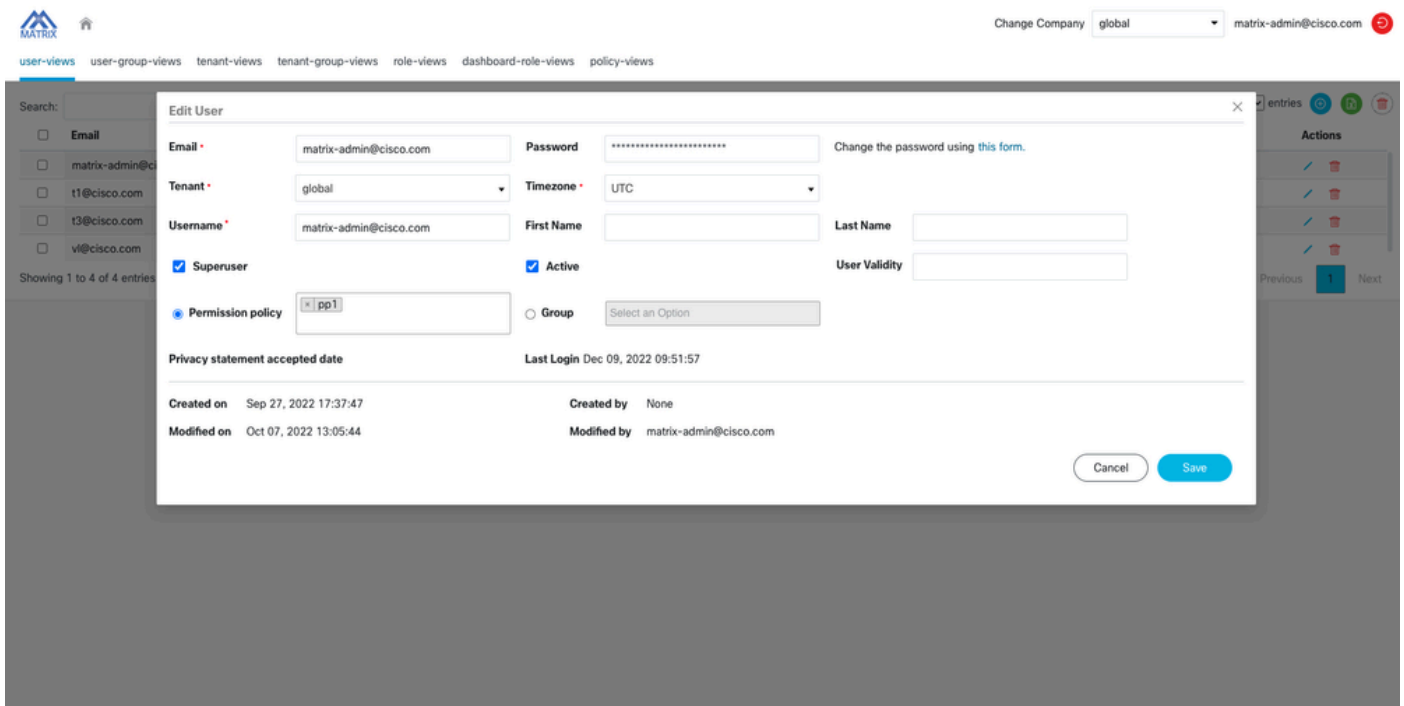 MATRIX
Change Company global matrix-admin@cisco.com
user-views user-group-views tenant-views tenant-group-views role-views dashboard-role-views policy-views
Search: entries
Edit User ×
Email Actions
Email * matrix-admin@cisco.com Password ************************ Change the password using this form.
matrix-admin@ci
Tenant * global Timezone * UTC
t1@cisco.com
t3@cisco.com
Username * matrix-admin@cisco.com First Name Last Name
vl@cisco.com
Superuser Active User Validity
Showing 1 to 4 of 4 entries Previous 1 Next
Permission policy × pp1 Group Select an Option
Privacy statement accepted date Last Login Dec 09, 2022 09:51:57
Created on Sep 27, 2022 17:37:47 Created by None
Modified on Oct 07, 2022 13:05:44 Modified by matrix-admin@cisco.com
Cancel Save